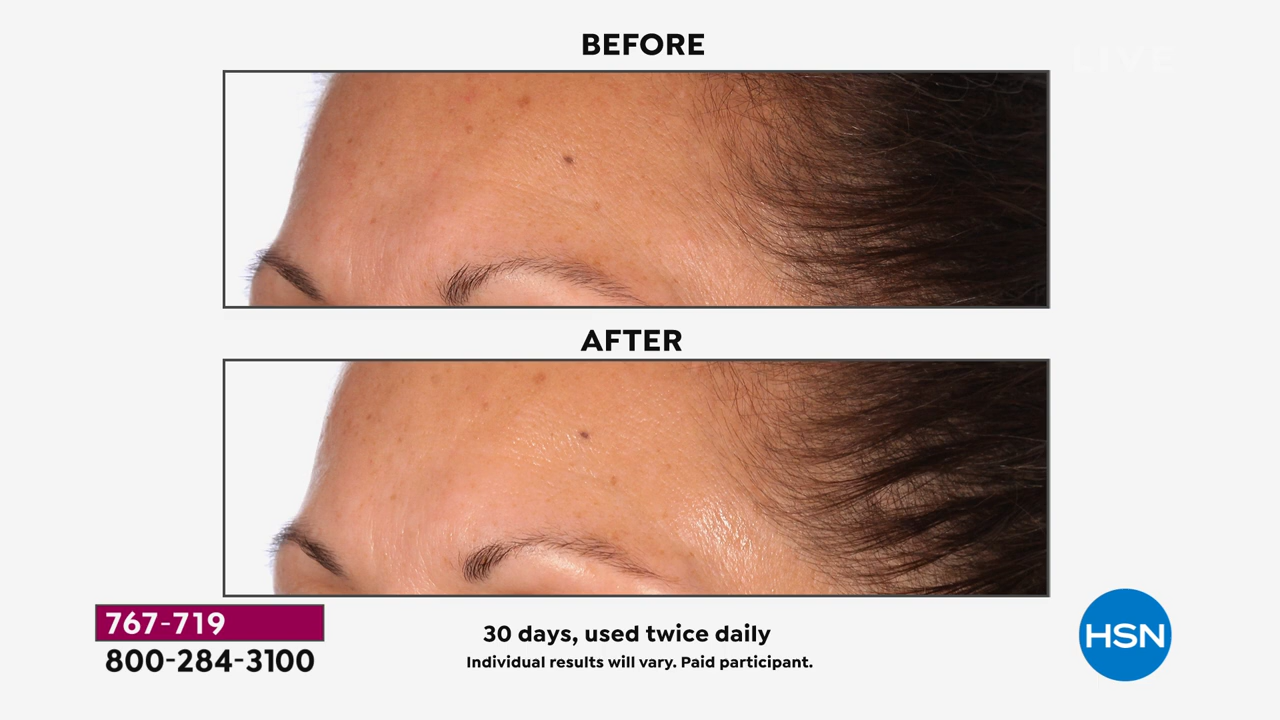 BEFORE
LIVE
AFTER
767-719
800-284-3100
30 days, used twice daily
Individual results will vary. Paid participant.
HSN